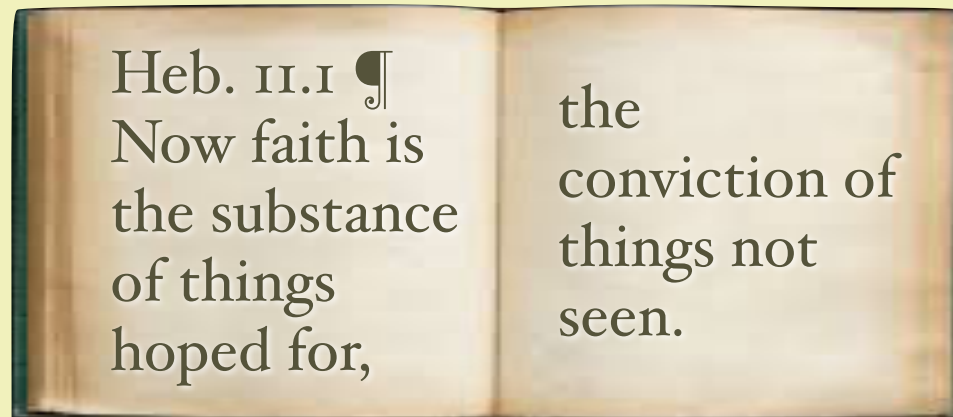 Heb. 11.1 ¶
Now faith is
the substance
of things
hoped for,
the
conviction of
things not
seen.